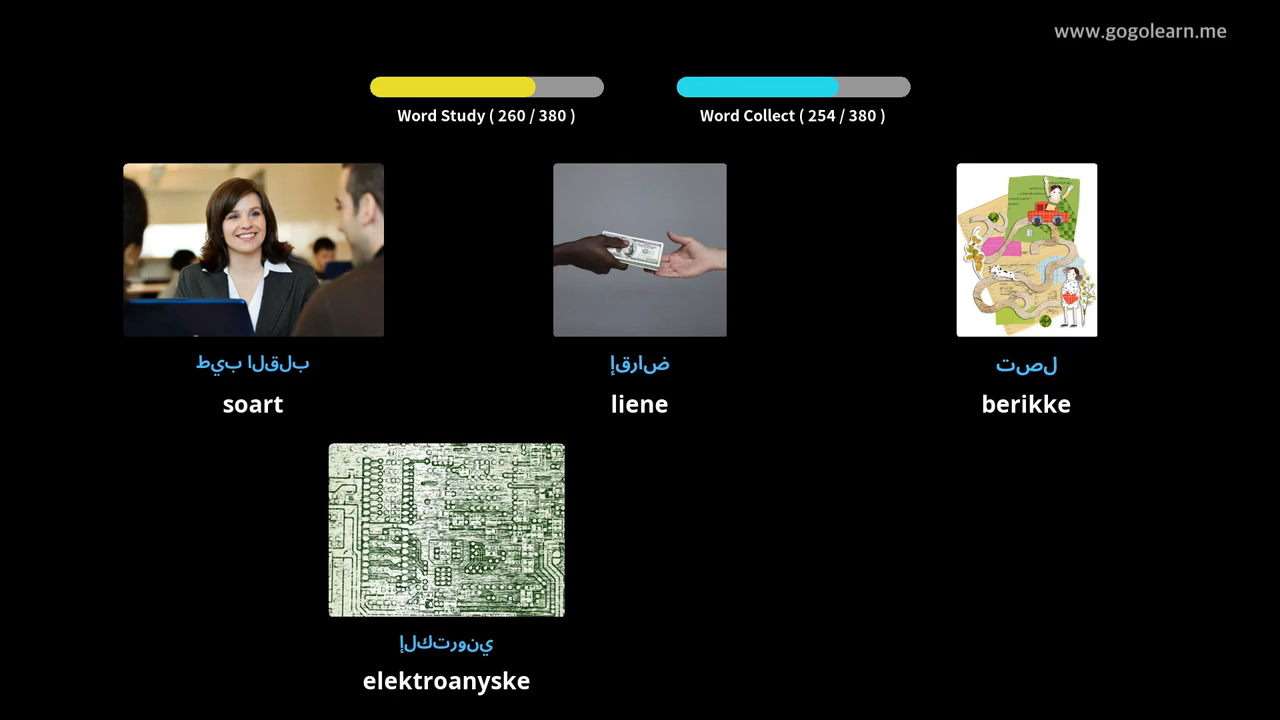 www.gogolearn.me
Word Study ( 260 / 380 )
Word Collect ( 254 / 380 )
طيب القلب
إقراض
تصل
soart
liene
berikke
إلكتروني
elektroanyske